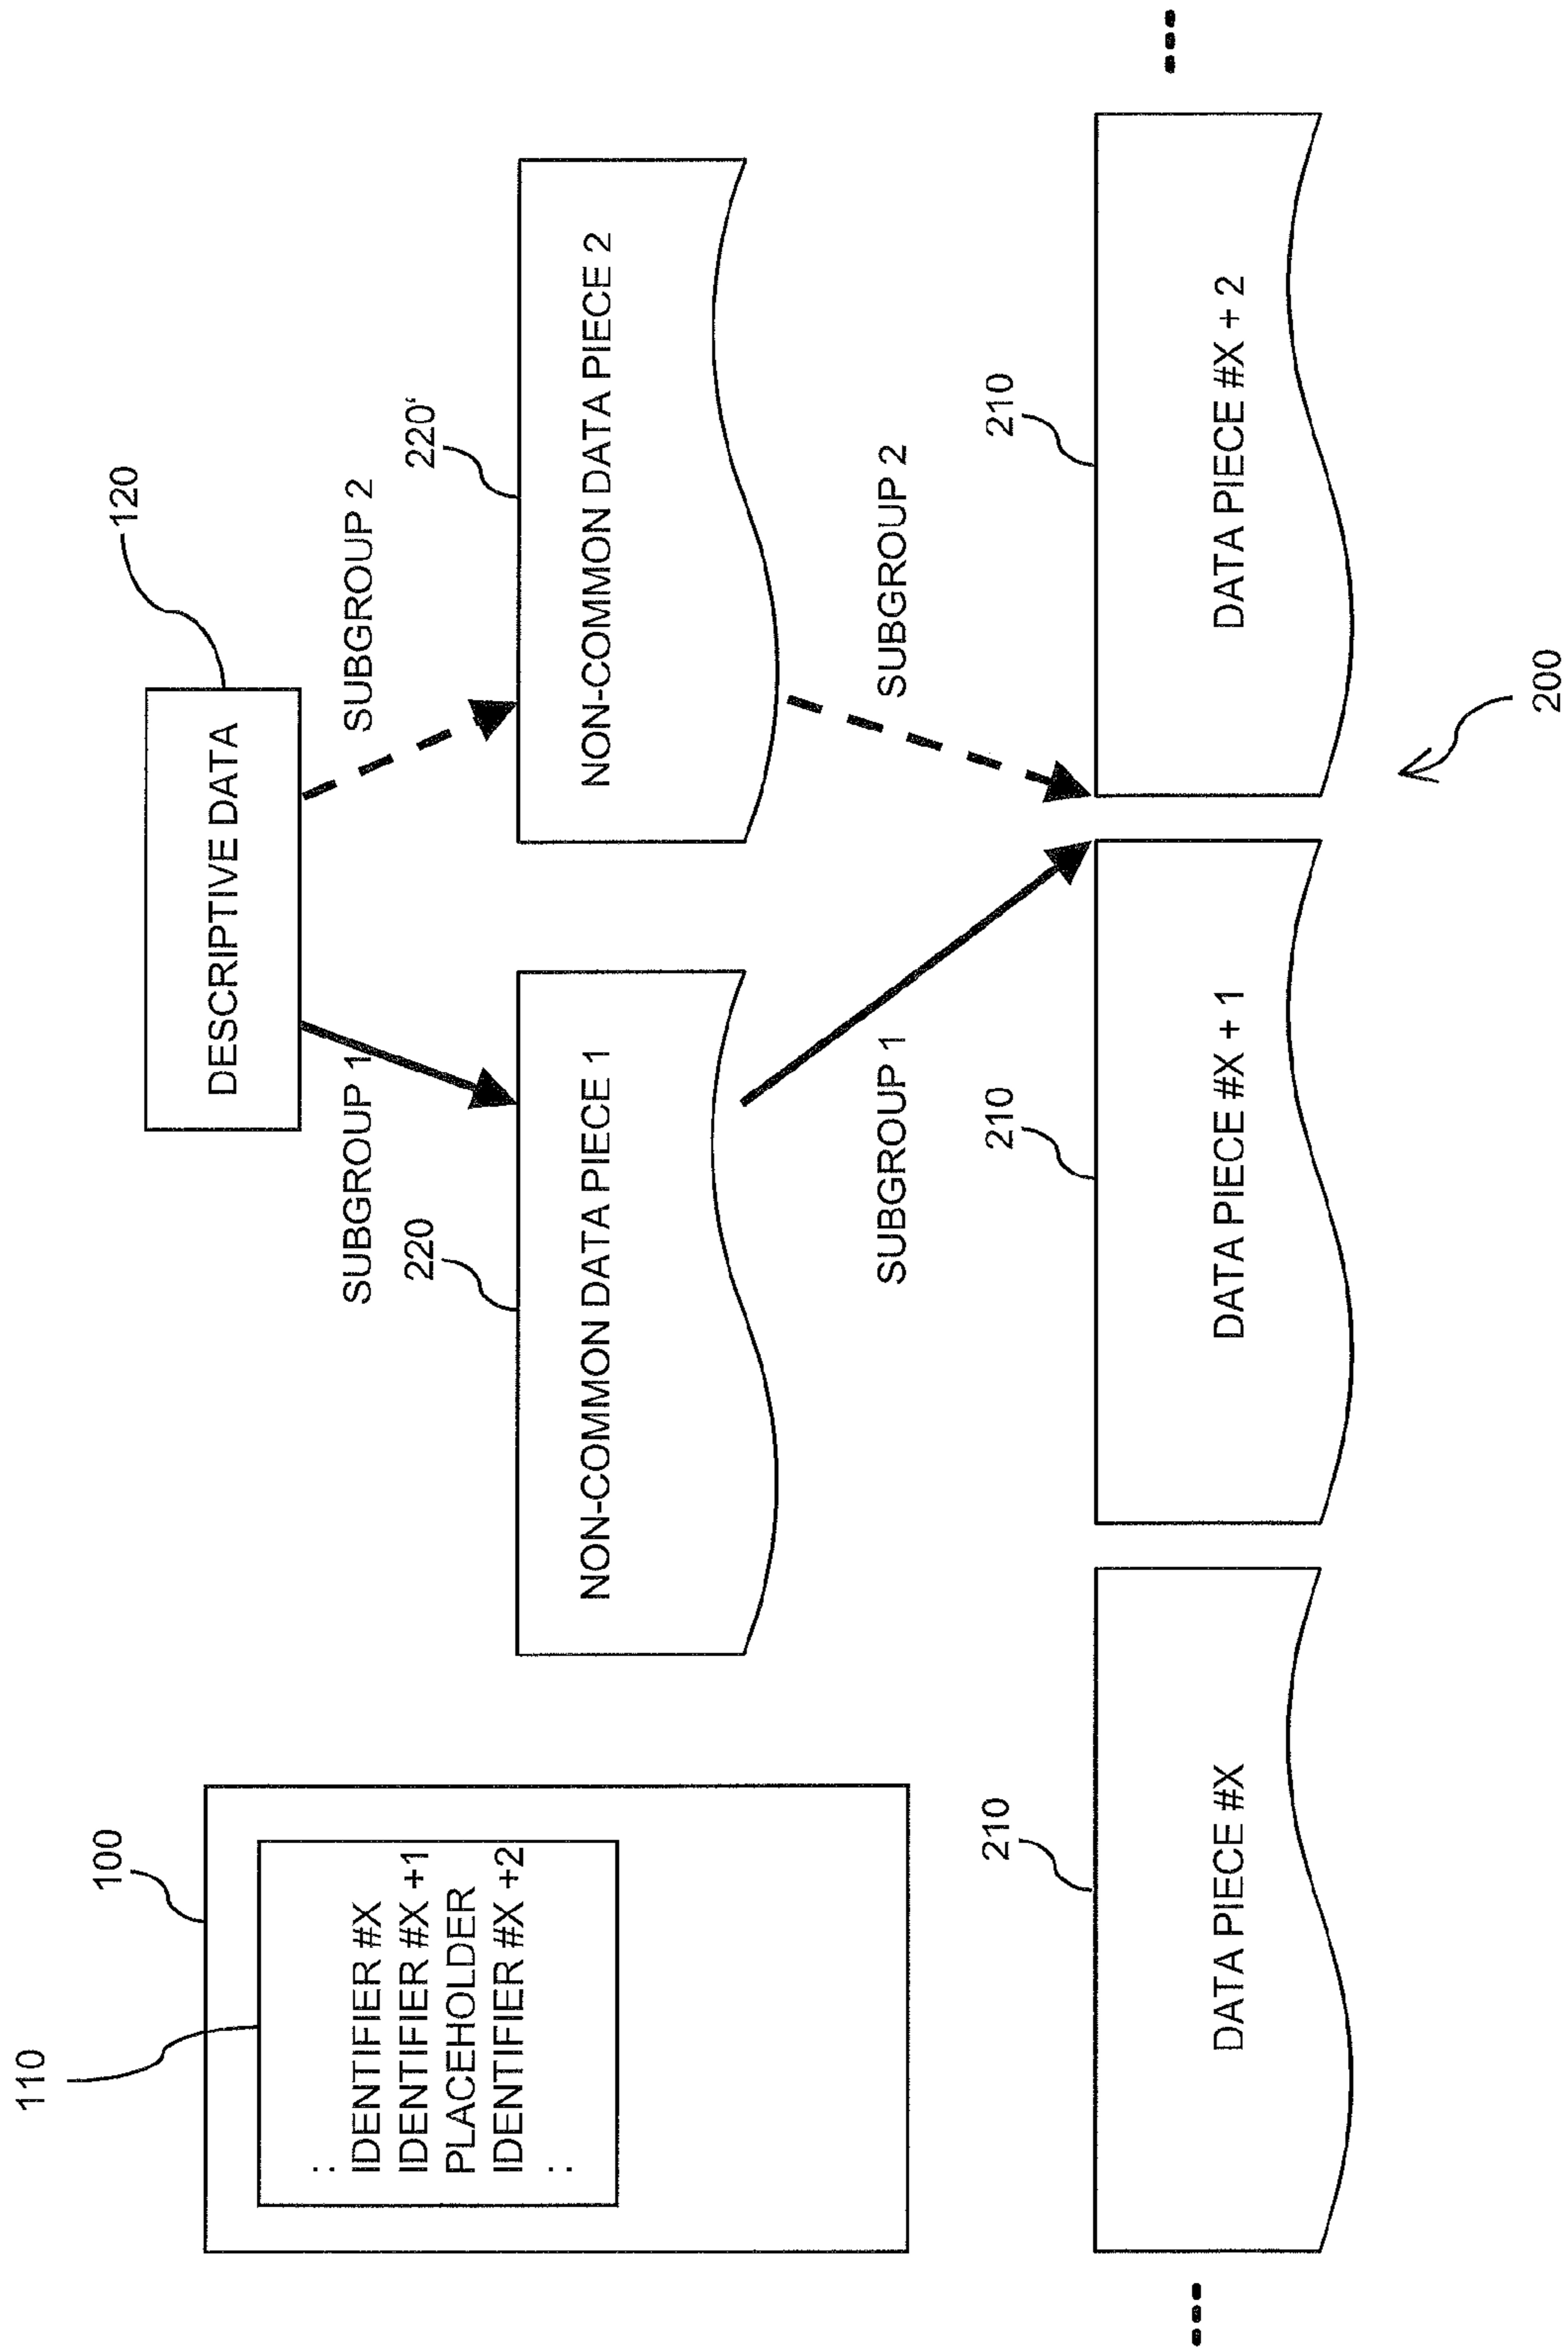 110
100
:
IDENTIFIER #X
IDENTIFIER #X +1
PLACEHOLDER
IDENTIFIER #X +2
:
120
DESCRIPTIVE DATA
SUBGROUP 1
SUBGROUP 2
220
220'
NON-COMMON DATA PIECE 1
NON-COMMON DATA PIECE 2
SUBGROUP 1
SUBGROUP 2
210
210
210
DATA PIECE #X
DATA PIECE #X + 1
DATA PIECE #X + 2
200